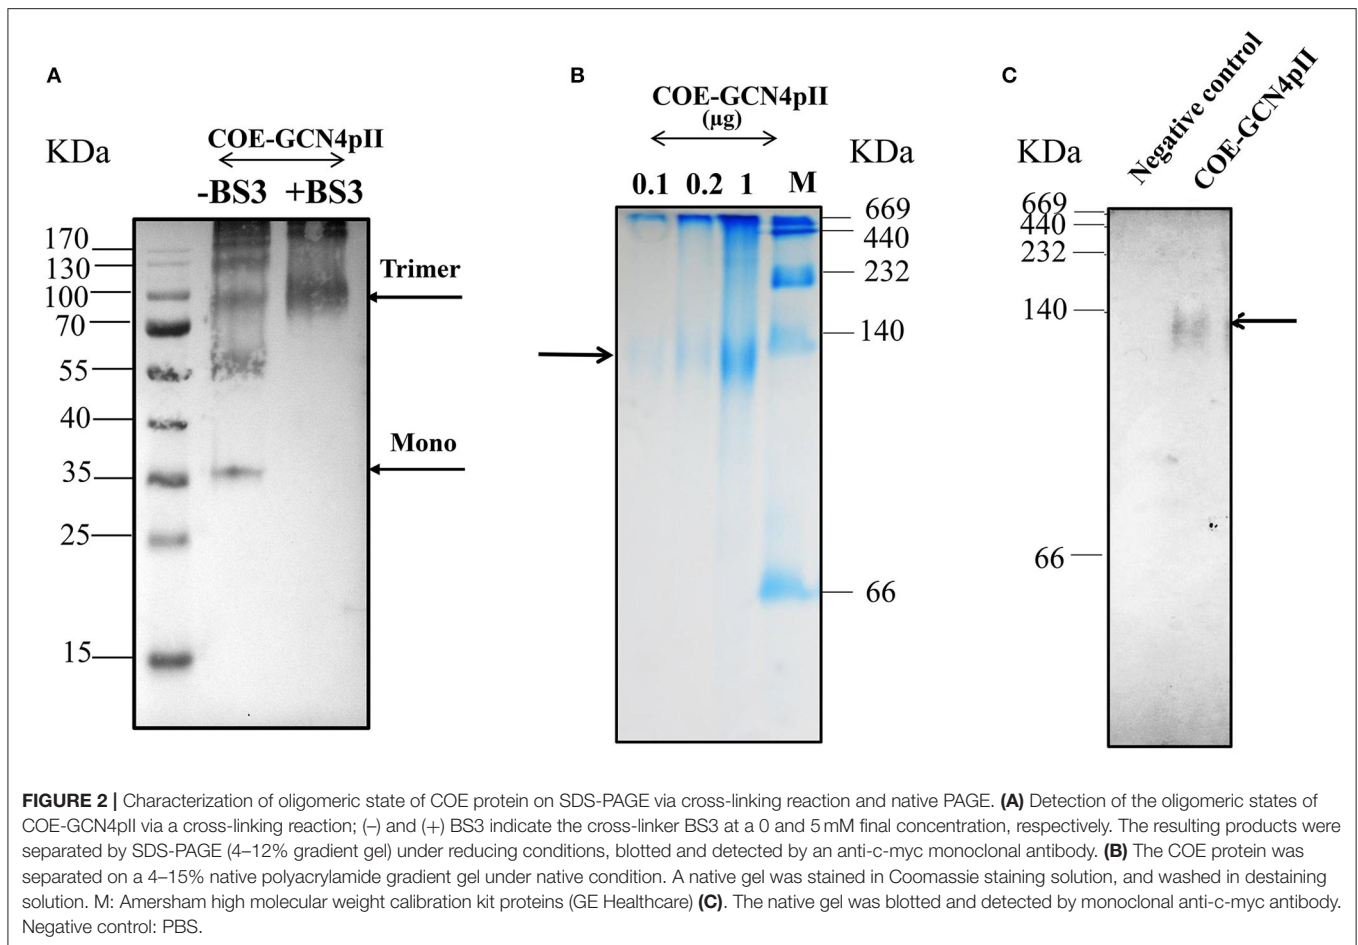 A
COE-GCN4pII
KDa
-BS3 +BS3
170
130
100
70
55
40
35
25
15
Trimer
Mono
B
COE-GCN4pII
(µg)
KDa
0.1 0.2 1 M
669
440
232
140
66
C
Negative control
COE-GCN4pII
KDa
669
440
232
140
66
FIGURE 2 | Characterization of oligomeric state of COE protein on SDS-PAGE via cross-linking reaction and native PAGE. (A) Detection of the oligomeric states of
COE-GCN4pII via a cross-linking reaction; (–) and (+) BS3 indicate the cross-linker BS3 at a 0 and 5 mM final concentration, respectively. The resulting products were
separated by SDS-PAGE (4–12% gradient gel) under reducing conditions, blotted and detected by an anti-c-myc monoclonal antibody. (B) The COE protein was
separated on a 4–15% native polyacrylamide gradient gel under native condition. A native gel was stained in Coomassie staining solution, and washed in destaining
solution. M: Amersham high molecular weight calibration kit proteins (GE Healthcare) (C). The native gel was blotted and detected by monoclonal anti-c-myc antibody.
Negative control: PBS.